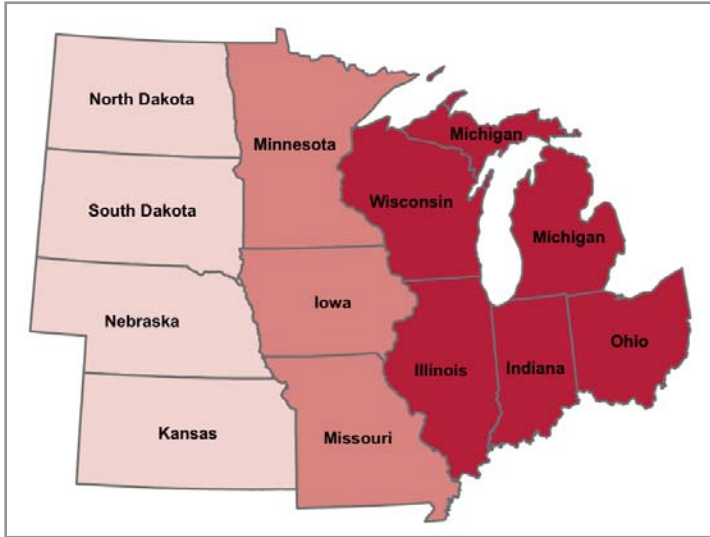 North Dakota
Michigan
Minnesota
Wisconsin
South Dakota
Michigan
Iowa
Nebraska
Ohio
Illinois
Indiana
Kansas
Missouri